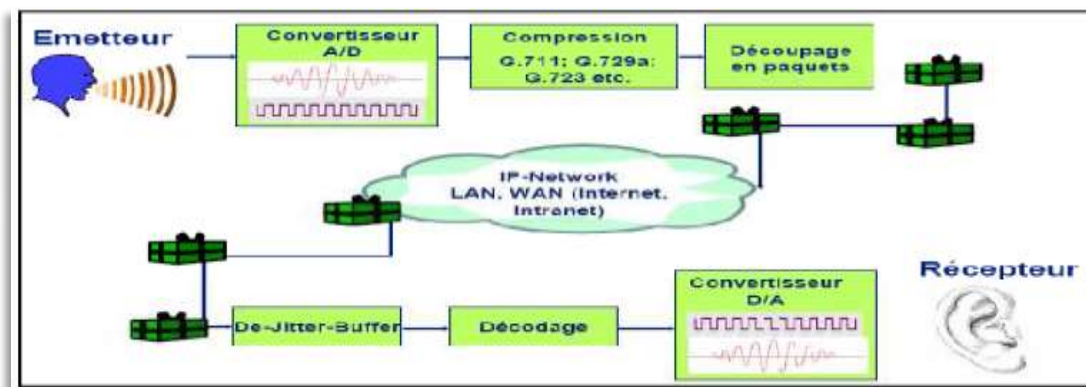 Emetteur
Convertisseur
A/D
Compression
G.711; G.729a;
G.723 etc.
Découpage
en paquets
IP-Network
LAN, WAN (Internet,
Intranet)
Récepteur
De-Jitter-Buffer
Décodage
Convertisseur
D/A